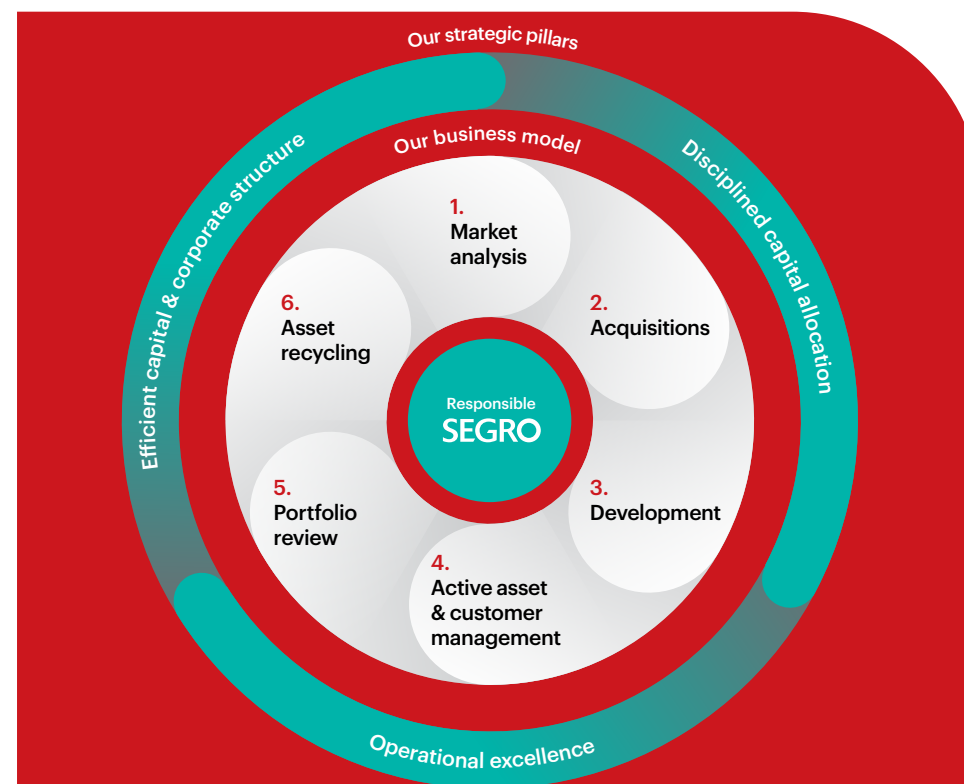 Our strategic pillars
Disciplined capital allocation
Operational excellence
Efficient capital & corporate structure
Our business model
1.
Market
analysis
2.
Acquisitions
3.
Development
4.
Active asset
& customer
management
5.
Portfolio
review
6.
Asset
recycling
Responsible
SEGRO